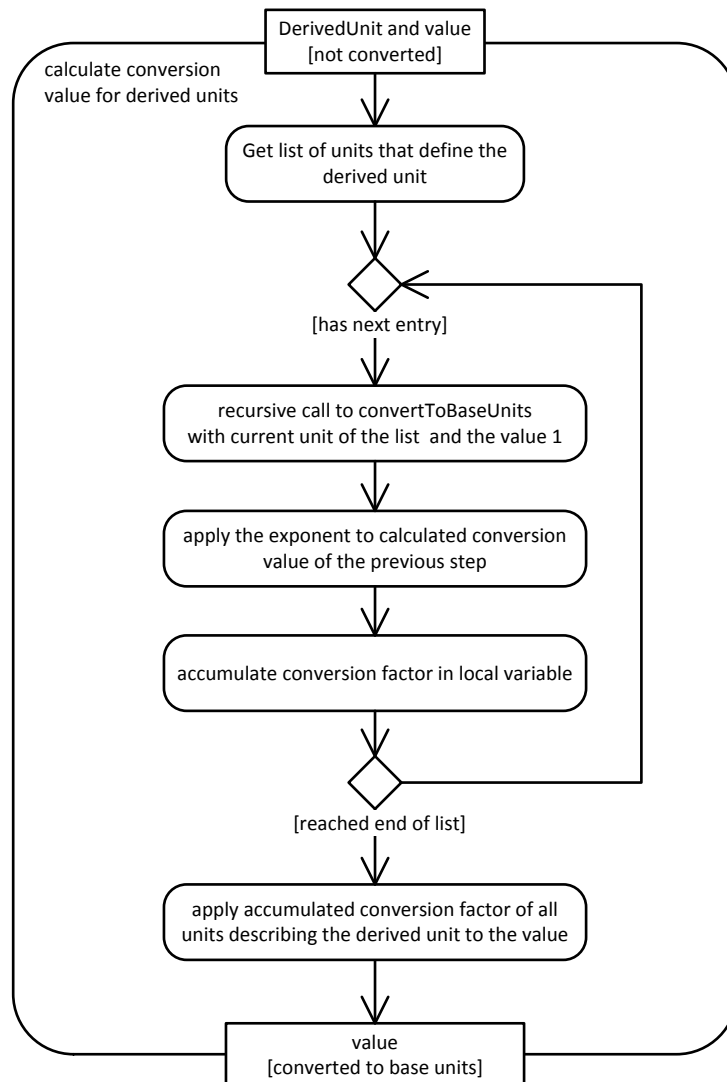 DerivedUnit and value
[not converted]
calculate conversion
value for derived units
Get list of units that define the
derived unit
[has next entry]
recursive call to convertToBaseUnits
with current unit of the list and the value 1
apply the exponent to calculated conversion
value of the previous step
accumulate conversion factor in local variable
[reached end of list]
apply accumulated conversion factor of all
units describing the derived unit to the value
value
[converted to base units]